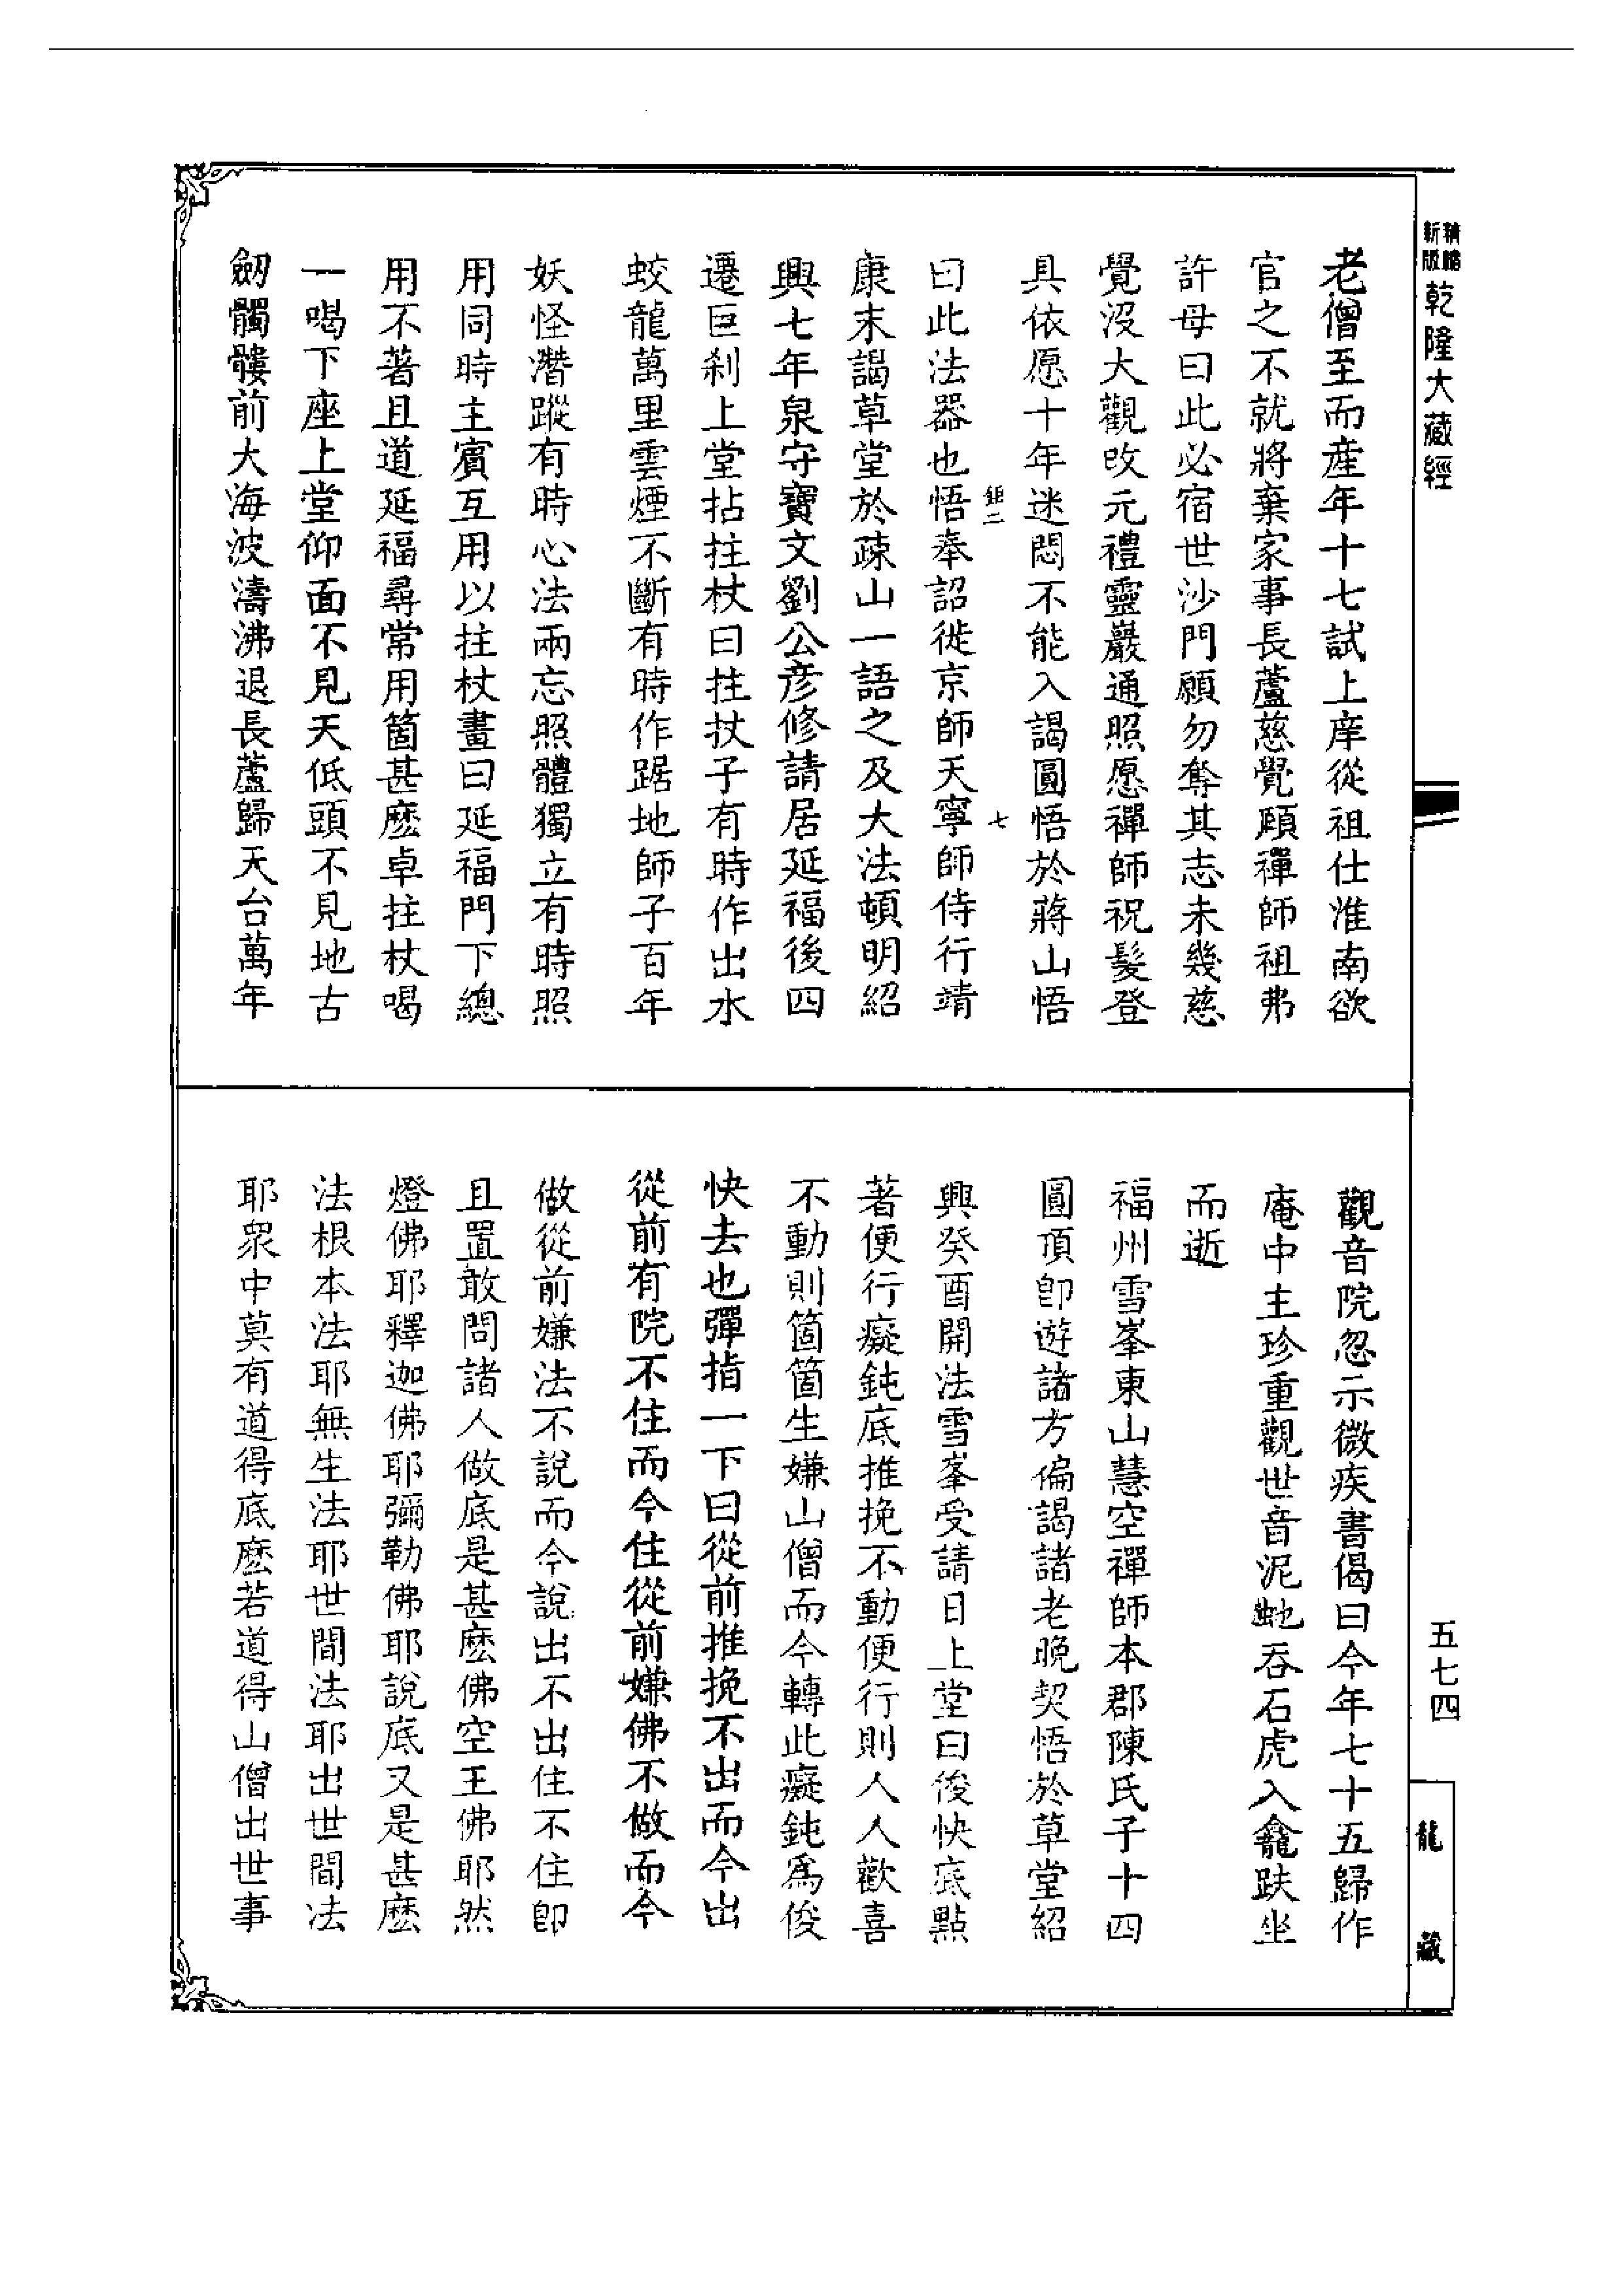 精縮
新版
乾隆大藏經
老僧至而産年十七試上庠從祖仕淮南欲
官之不就將棄家事長蘆慈覺賾禪師祖弗
許母曰此必宿世沙門願勿奪其志未幾慈
覺沒大觀改元禮靈巖通照愿禪師祝髮登
具依愿十年迷悶不能入謁圓悟於蔣山悟
鉅二
七
曰此法器也悟奉詔徙京師天寧師侍行靖
康末謁草堂於疎山一語之及大法頓明紹
興七年泉守寶文劉公彥修請居延福後四
遷巨剎上堂拈拄杖曰拄杖子有時作出水
蛟龍萬里雲煙不斷有時作踞地師子百年
妖怪潛蹤有時心法兩忘照體獨立有時照
用同時主賓互用以拄杖畫曰延福門下總
用不著且道延福尋常用箇甚麽卓拄杖喝
一喝下座上堂仰面不見天低頭不見地古
劒髑髏前大海波濤沸退長蘆歸天台萬年
觀音院忽示微疾書偈曰今年七十五歸作
庵中主珍重觀世音泥虵吞石虎入龕趺坐
而逝
福州雪峯東山慧空禪師本郡陳氏子十四
圓頂卽遊諸方徧謁諸老晚契悟於草堂紹
興癸酉開法雪峯受請日上堂曰俊快底點
著便行癡鈍底推挽不動便行則人人歡喜
不動則箇箇生嫌山僧而今轉此癡鈍爲俊
快去也彈指一下曰從前推挽不出而今出
從前有院不住而今住從前嫌佛不做而今
做從前嫌法不說而今說出不出住不住卽
且置敢問諸人做底是甚麽佛空王佛耶然
燈佛耶釋迦佛耶彌勒佛耶說底又是甚麽
法根本法耶無生法耶世間法耶出世間法
耶衆中莫有道得底麽若道得山僧出世事
五七四
龍藏